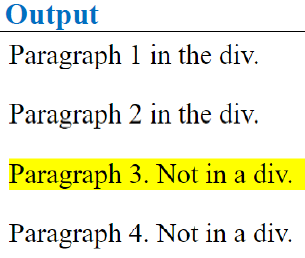 Output
Paragraph 1 in the div.
Paragraph 2 in the div.
Paragraph 3. Not in a div.
Paragraph 4. Not in a div.